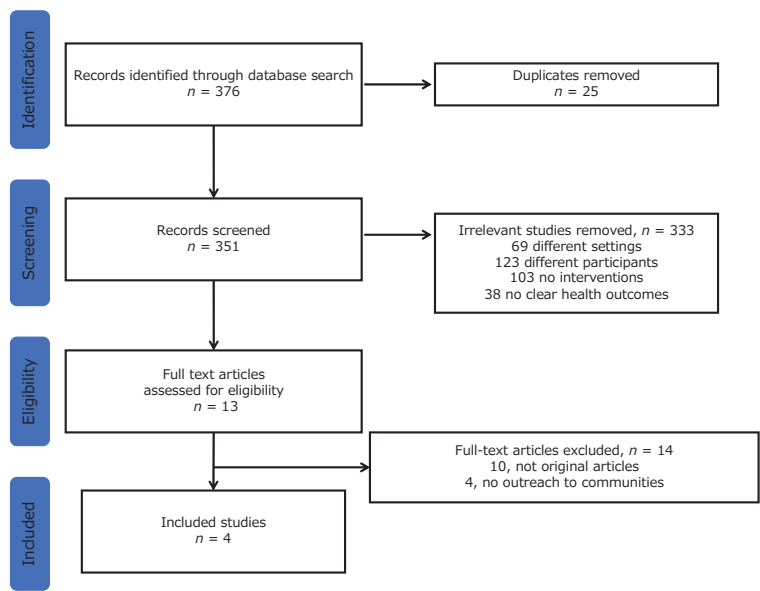 Identification
Records identified through database search
n = 376
Duplicates removed
n = 25
Screening
Records screened
n = 351
Irrelevant studies removed, n = 333
69 different settings
123 different participants
103 no interventions
38 no clear health outcomes
Eligibility
Full text articles
assessed for eligibility
n = 13
Full-text articles excluded, n = 14
10, not original articles
4, no outreach to communities
Included
Included studies
n = 4